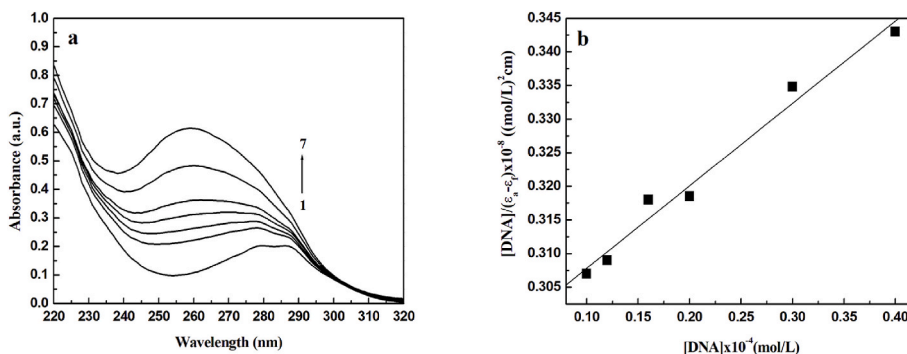 a
1.0
0.9
0.8
0.7
0.6
0.5
0.4
0.3
0.2
0.1
0.0
Absorbance (a.u.)
7
1
220 230 240 250 260 270 280 290 300 310 320
Wavelength (nm)
b
0.345
0.340
0.335
0.330
0.325
0.320
0.315
0.310
0.305
[DNA]/(εa-εf)x10-8 ((mol/L)2cm)
0.10 0.15 0.20 0.25 0.30 0.35 0.40
[DNA]x10-4(mol/L)